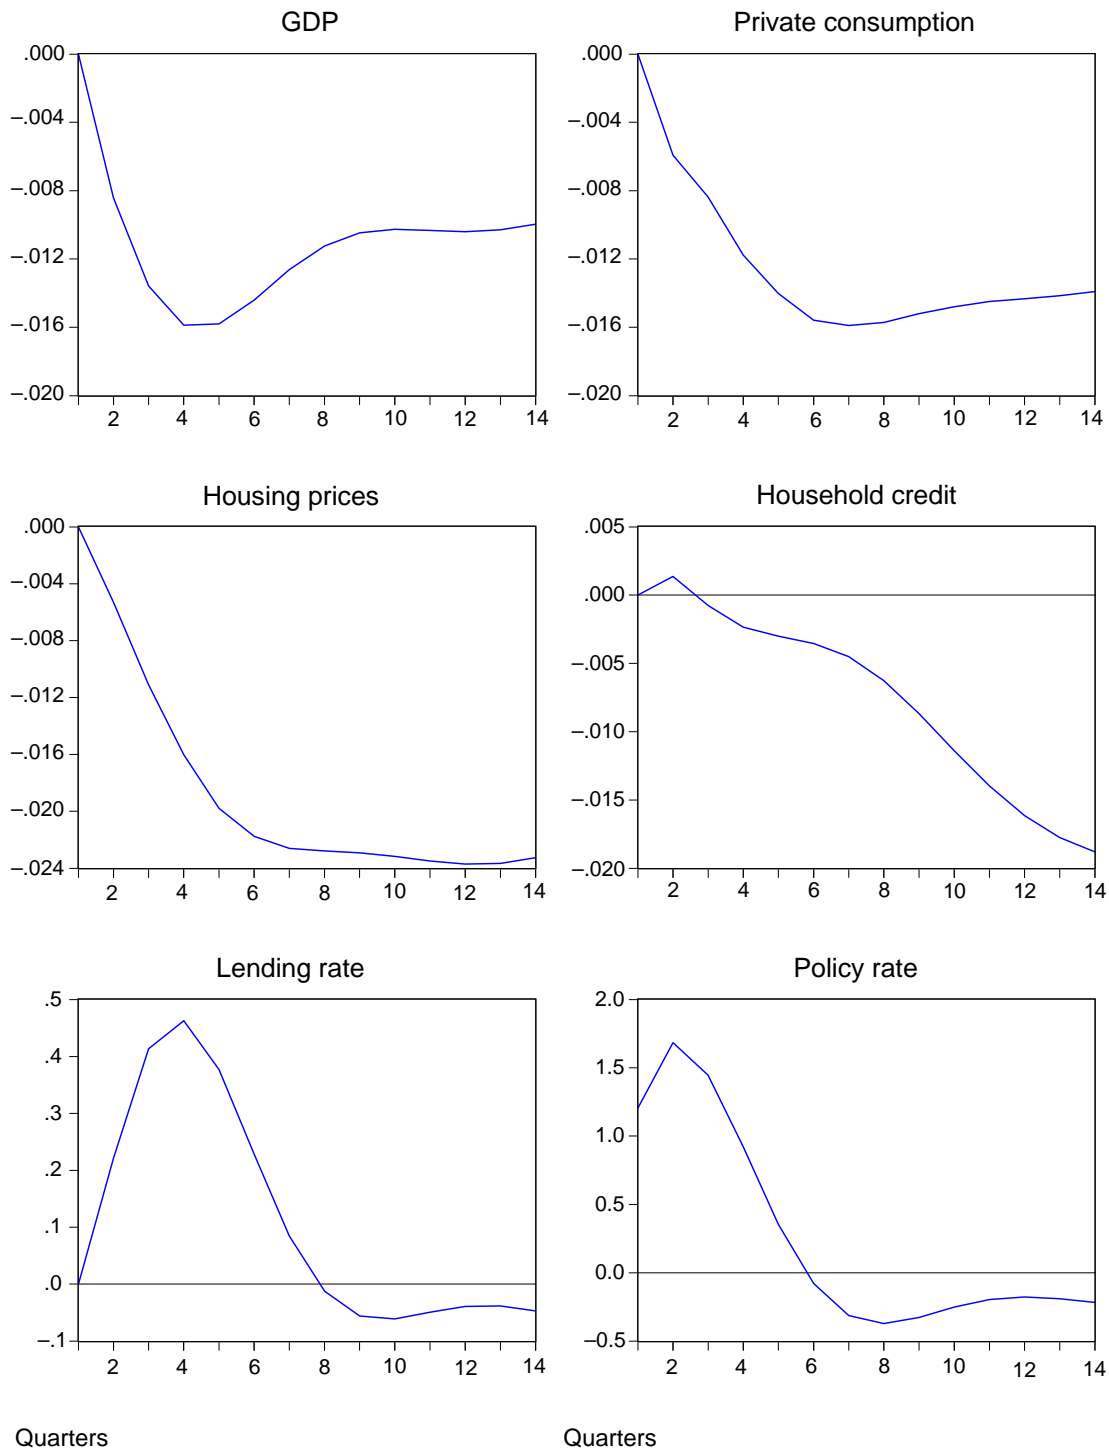 GDP
.000
–.004
–.008
–.012
–.016
–.020
2 4 6 8 10 12 14
Private consumption
.000
–.004
–.008
–.012
–.016
–.020
2 4 6 8 10 12 14
Housing prices
.000
–.004
–.008
–.012
–.016
–.020
–.024
2 4 6 8 10 12 14
Household credit
.005
.000
–.005
–.010
–.015
–.020
2 4 6 8 10 12 14
Lending rate
.5
.4
.3
.2
.1
.0
–.1
2 4 6 8 10 12 14
Policy rate
2.0
1.5
1.0
0.5
0.0
–0.5
2 4 6 8 10 12 14
Quarters
Quarters